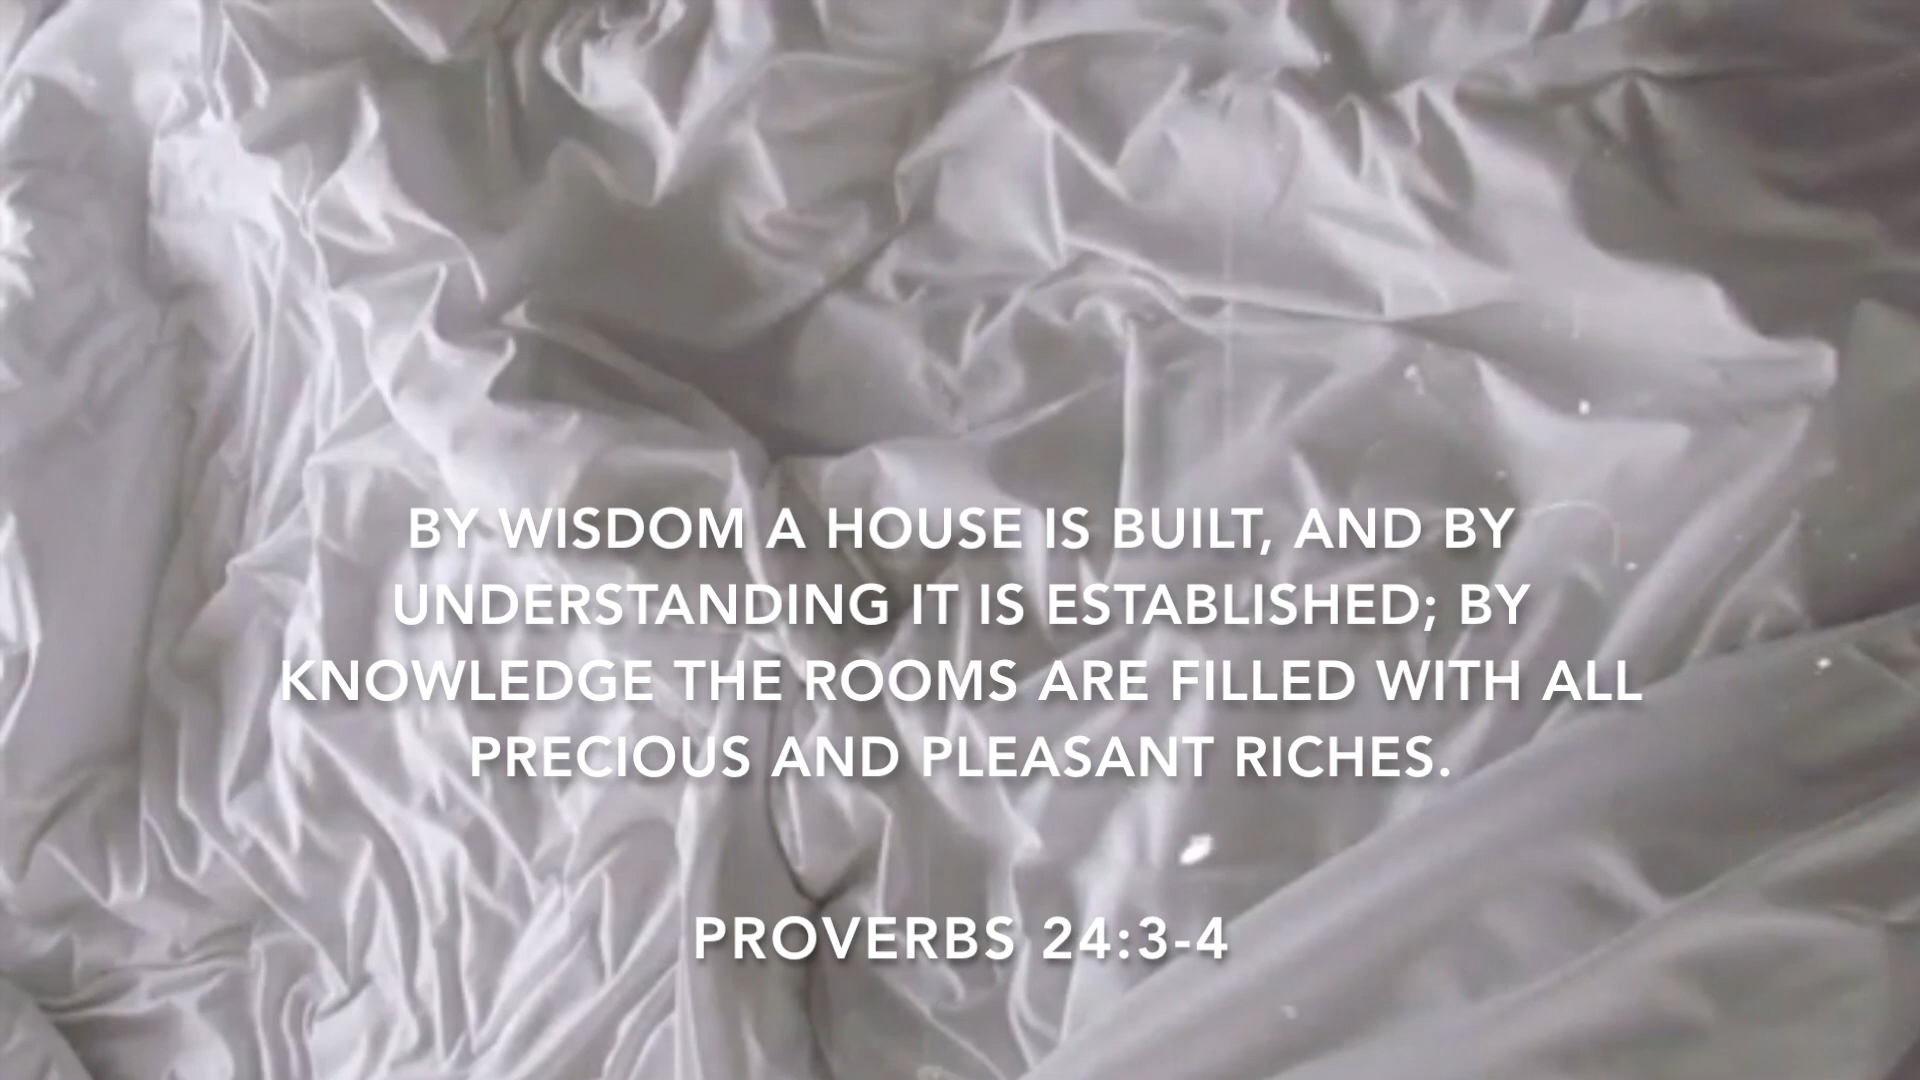 BY WISDOM A HOUSE IS BUILT, AND BY
UNDERSTANDING IT IS ESTABLISHED; BY
KNOWLEDGE THE ROOMS ARE FILLED WITH ALL
PRECIOUS AND PLEASANT RICHES.
PROVERBS 24:3-4